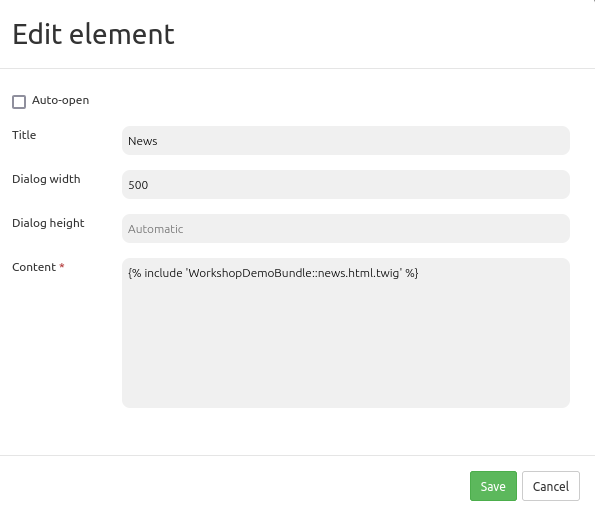 Edit element
Auto-open
Title
News
Dialog width
500
Dialog height
Automatic
Content *
{% include 'WorkshopDemoBundle::news.html.twig' %}
Save
Cancel